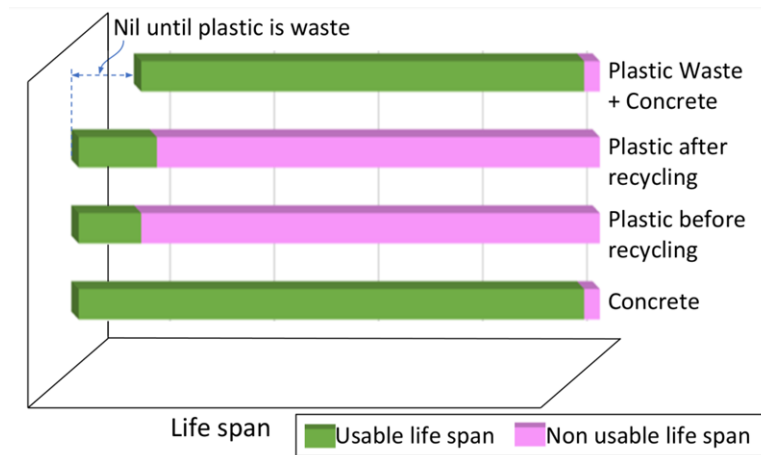 Nil until plastic is waste
Plastic Waste
+ Concrete
Plastic after
recycling
Plastic before
recycling
Concrete
Life span
Usable life span
Non usable life span